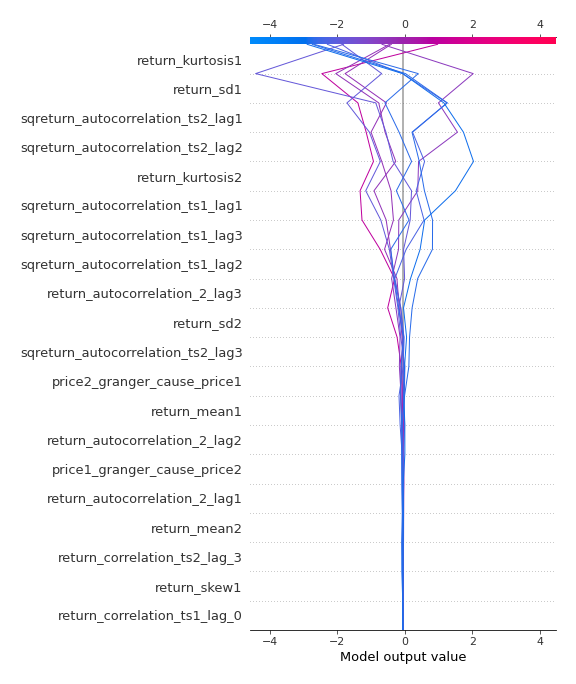 −4 −2 0 2 4
return_kurtosis1
return_sd1
sqreturn_autocorrelation_ts2_lag1
sqreturn_autocorrelation_ts2_lag2
return_kurtosis2
sqreturn_autocorrelation_ts1_lag1
sqreturn_autocorrelation_ts1_lag3
sqreturn_autocorrelation_ts1_lag2
return_autocorrelation_2_lag3
return_sd2
sqreturn_autocorrelation_ts2_lag3
price2_granger_cause_price1
return_mean1
return_autocorrelation_2_lag2
price1_granger_cause_price2
return_autocorrelation_2_lag1
return_mean2
return_correlation_ts2_lag_3
return_skew1
return_correlation_ts1_lag_0
−4 −2 0 2 4
Model output value